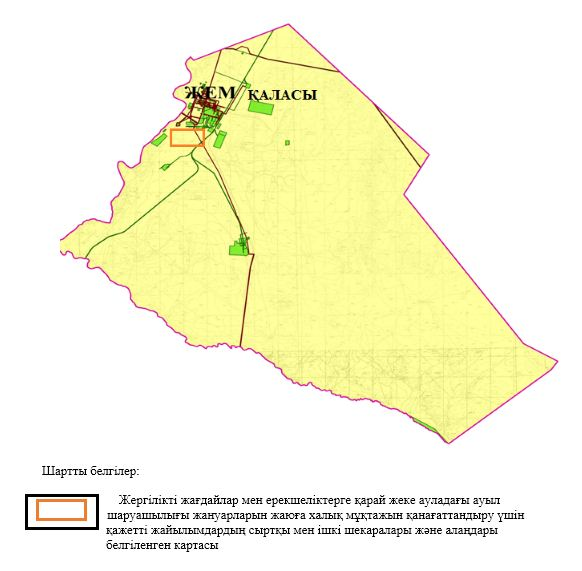 ЖЕМ ҚАЛАСЫ
Шартты белгілер:
Жергілікті жағдайлар мен ерекшеліктерге қарай жеке ауладағы ауыл
шаруашылығы жануарларын жаюға халық мұқтажын қанағаттандыру үшін
қажетті жайылымдардың сыртқы мен ішкі шекаралары және алаңдары
белгіленген картасы